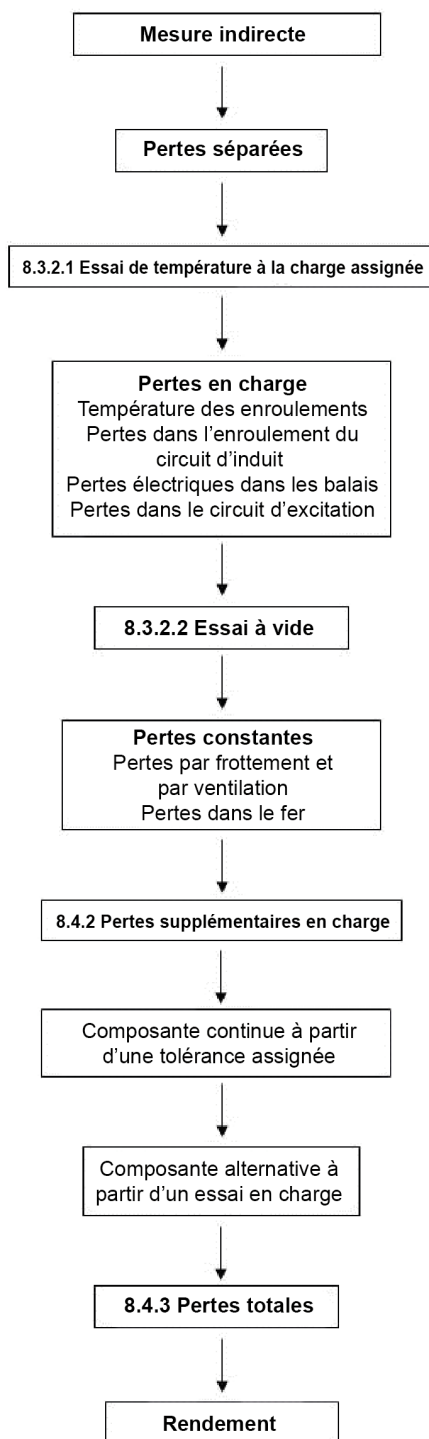 Mesure indirecte
Pertes séparées
8.3.2.1 Essai de température à la charge assignée
Pertes en charge
Température des enroulements
Pertes dans l'enroulement du
circuit d'induit
Pertes électriques dans les balais
Pertes dans le circuit d'excitation
8.3.2.2 Essai à vide
Pertes constantes
Pertes par frottement et
par ventilation
Pertes dans le fer
8.4.2 Pertes supplémentaires en charge
Composante continue à partir
d'une tolérance assignée
Composante alternative à
partir d'un essai en charge
8.4.3 Pertes totales
Rendement